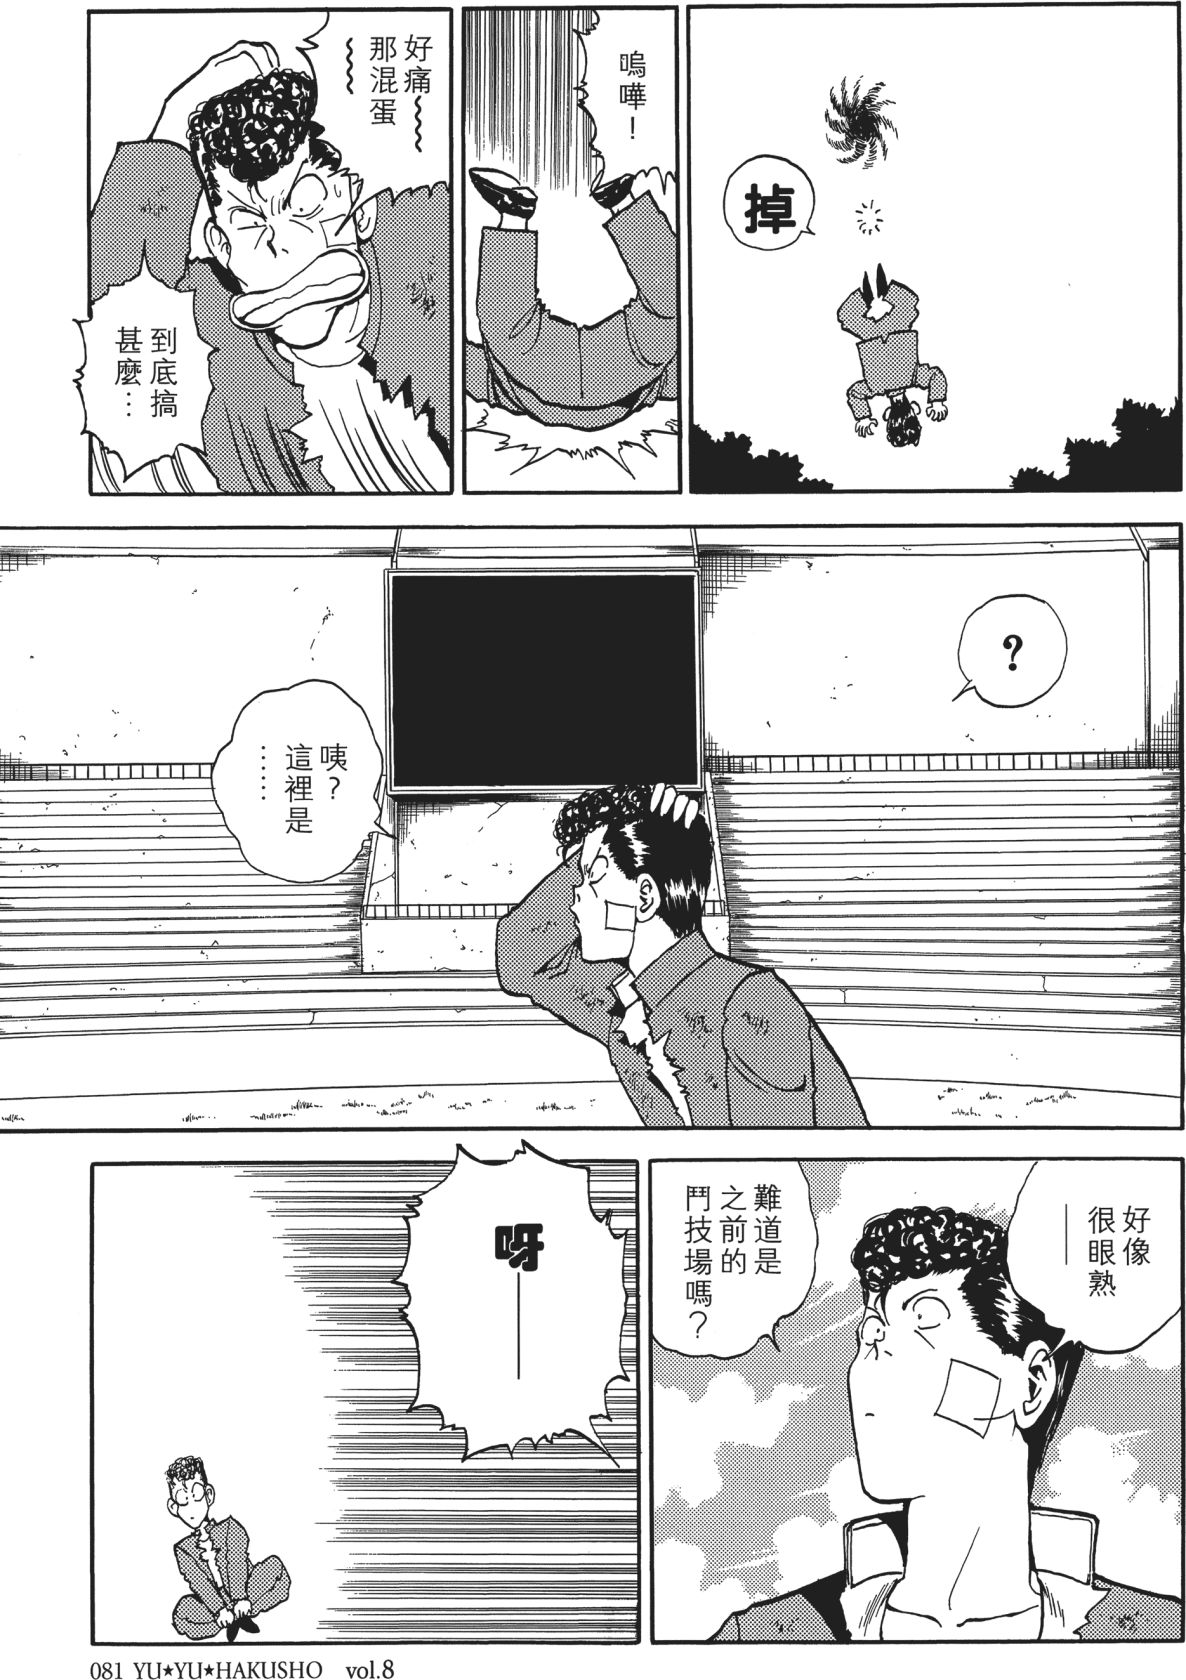 掉
嗚嘩！
好痛～
那混蛋～
到底搞
甚麼…
？
咦？
這裡是
……
好像
很眼熟
—
難道是
之前的
鬥技場嗎？
呀—
081 YU★YU★HAKUSHO vol.8